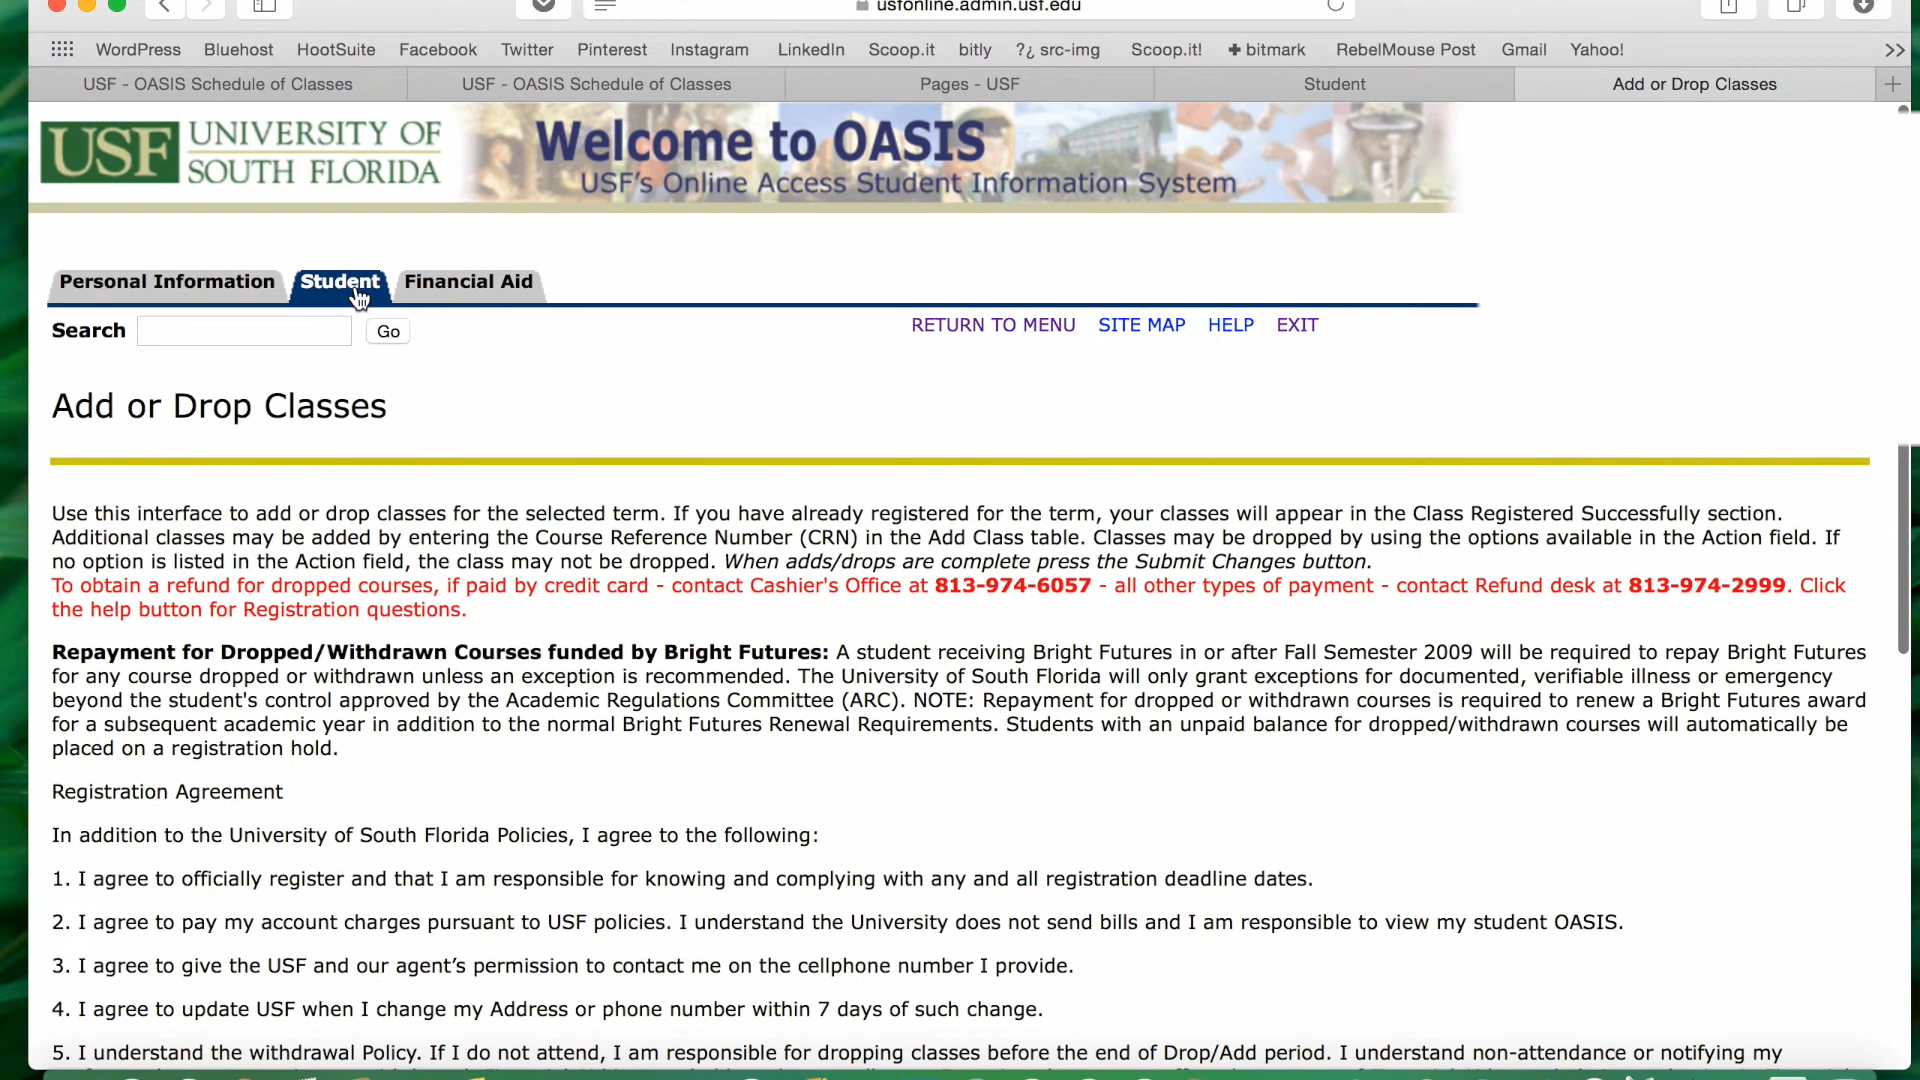 usfonline.admin.usf.edu
WordPress Bluehost HootSuite Facebook Twitter Pinterest Instagram LinkedIn Scoop.it bitly ?¿ src-img Scoop.it! ✚ bitmark RebelMouse Post Gmail Yahoo! >>
USF - OASIS Schedule of Classes USF - OASIS Schedule of Classes Pages - USF Student Add or Drop Classes +
USF UNIVERSITY OF SOUTH FLORIDA
Welcome to OASIS
USF's Online Access Student Information System
Personal Information Student Financial Aid
Search Go RETURN TO MENU SITE MAP HELP EXIT
Add or Drop Classes
Use this interface to add or drop classes for the selected term. If you have already registered for the term, your classes will appear in the Class Registered Successfully section.
Additional classes may be added by entering the Course Reference Number (CRN) in the Add Class table. Classes may be dropped by using the options available in the Action field. If
no option is listed in the Action field, the class may not be dropped. When adds/drops are complete press the Submit Changes button.
To obtain a refund for dropped courses, if paid by credit card - contact Cashier's Office at 813-974-6057 - all other types of payment - contact Refund desk at 813-974-2999. Click
the help button for Registration questions.
Repayment for Dropped/Withdrawn Courses funded by Bright Futures: A student receiving Bright Futures in or after Fall Semester 2009 will be required to repay Bright Futures
for any course dropped or withdrawn unless an exception is recommended. The University of South Florida will only grant exceptions for documented, verifiable illness or emergency
beyond the student's control approved by the Academic Regulations Committee (ARC). NOTE: Repayment for dropped or withdrawn courses is required to renew a Bright Futures award
for a subsequent academic year in addition to the normal Bright Futures Renewal Requirements. Students with an unpaid balance for dropped/withdrawn courses will automatically be
placed on a registration hold.
Registration Agreement
In addition to the University of South Florida Policies, I agree to the following:
1. I agree to officially register and that I am responsible for knowing and complying with any and all registration deadline dates.
2. I agree to pay my account charges pursuant to USF policies. I understand the University does not send bills and I am responsible to view my student OASIS.
3. I agree to give the USF and our agent's permission to contact me on the cellphone number I provide.
4. I agree to update USF when I change my Address or phone number within 7 days of such change.
5. I understand the withdrawal Policy. If I do not attend, I am responsible for dropping classes before the end of Drop/Add period. I understand non-attendance or notifying my